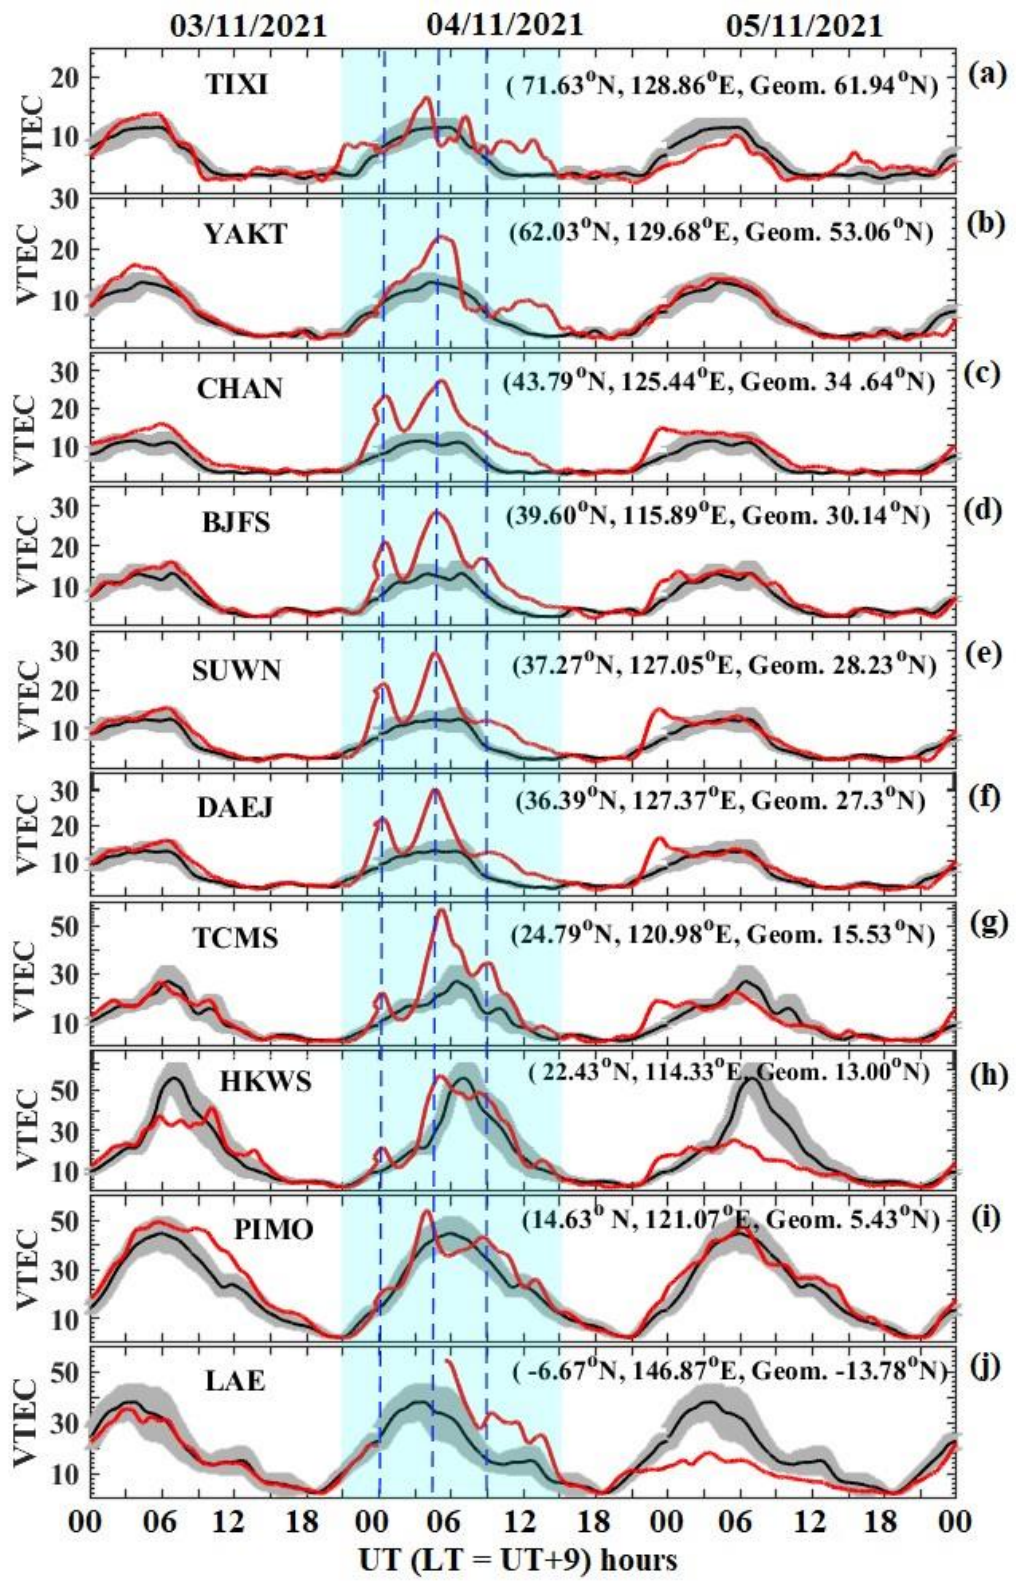 03/11/2021 04/11/2021 05/11/2021
TIXI ( 71.63°N, 128.86°E, Geom. 61.94°N) (a)
VTEC
20
10
YAKT (62.03°N, 129.68°E, Geom. 53.06°N) (b)
VTEC
30
20
10
CHAN (43.79°N, 125.44°E, Geom. 34 .64°N) (c)
VTEC
30
20
10
BJFS (39.60°N, 115.89°E, Geom. 30.14°N) (d)
VTEC
30
20
10
SUWN (37.27°N, 127.05°E, Geom. 28.23°N) (e)
VTEC
30
20
10
DAEJ (36.39°N, 127.37°E, Geom. 27.3°N) (f)
VTEC
30
20
10
TCMS (24.79°N, 120.98°E, Geom. 15.53°N) (g)
VTEC
50
30
10
HKWS ( 22.43°N, 114.33°E, Geom. 13.00°N) (h)
VTEC
50
30
10
PIMO (14.63° N, 121.07°E, Geom. 5.43°N) (i)
VTEC
50
30
10
LAE ( -6.67°N, 146.87°E, Geom. -13.78°N) (j)
VTEC
50
30
10
00 06 12 18 00 06 12 18 00 06 12 18 00
UT (LT = UT+9) hours